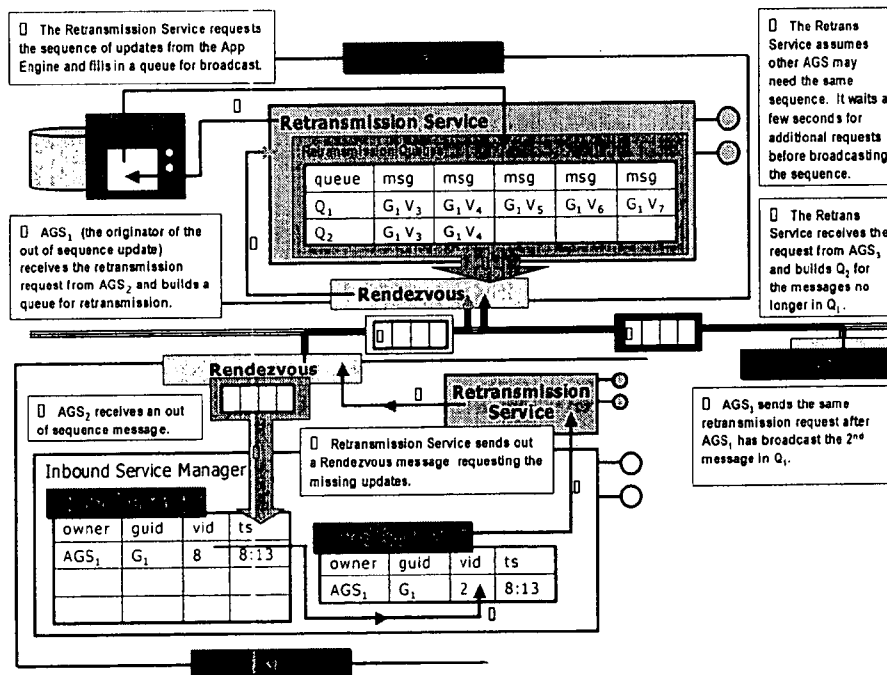 ▯ The Retransmission Service requests
the sequence of updates from the App
Engine and fills in a queue for broadcast.
▯ The Retrans
Service assumes
other AGS may
need the same
sequence. It waits a
few seconds for
additional requests
before broadcasting
the sequence.
▯
Retransmission Service
queue msg msg msg msg msg
Q₁ G₁ V₃ G₁ V₄ G₁ V₅ G₁ V₆ G₁ V₇
Q₂ G₁ V₃ G₁ V₄
▯ AGS₁ (the originator of the
out of sequence update)
receives the retransmission
request from AGS₂ and builds a
queue for retransmission.
▯
▯ The Retrans
Service receives the
request from AGS₃
and builds Q₂ for
the messages no
longer in Q₁.
Rendezvous
▯
▯
Rendezvous
▯
Retransmission
Service
▯ AGS₂ receives an out
of sequence message.
▯ Retransmission Service sends out
a Rendezvous message requesting the
missing updates.
▯ AGS₃ sends the same
retransmission request after
AGS₁ has broadcast the 2ⁿᵈ
message in Q₁.
Inbound Service Manager
▯
▯
owner guid vid ts
AGS₁ G₁ 8 8:13
owner guid vid ts
AGS₁ G₁ 2 8:13
▯